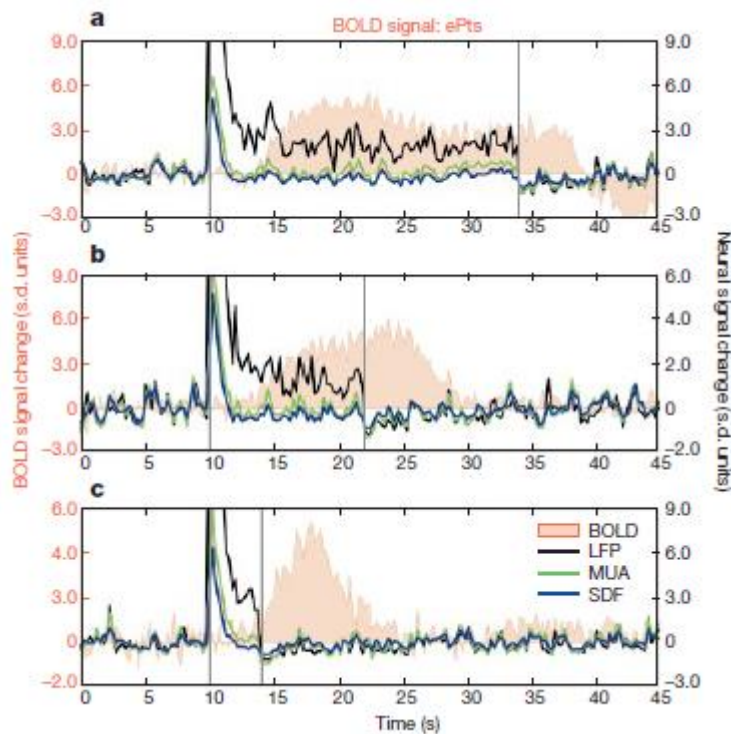 a
BOLD signal: ePts
9.0 9.0
6.0 6.0
3.0 3.0
0 0
−3.0 −3.0
0 5 10 15 20 25 30 35 40 45
b
9.0 6.0
6.0 4.0
3.0 2.0
0 0
−3.0 −2.0
0 5 10 15 20 25 30 35 40 45
BOLD signal change (s.d. units)
Neural signal change (s.d. units)
c
6.0 9.0
4.0 6.0
3.0 3.0
0 0
−2.0 −3.0
BOLD
LFP
MUA
SDF
0 5 10 15 20 25 30 35 40 45
Time (s)